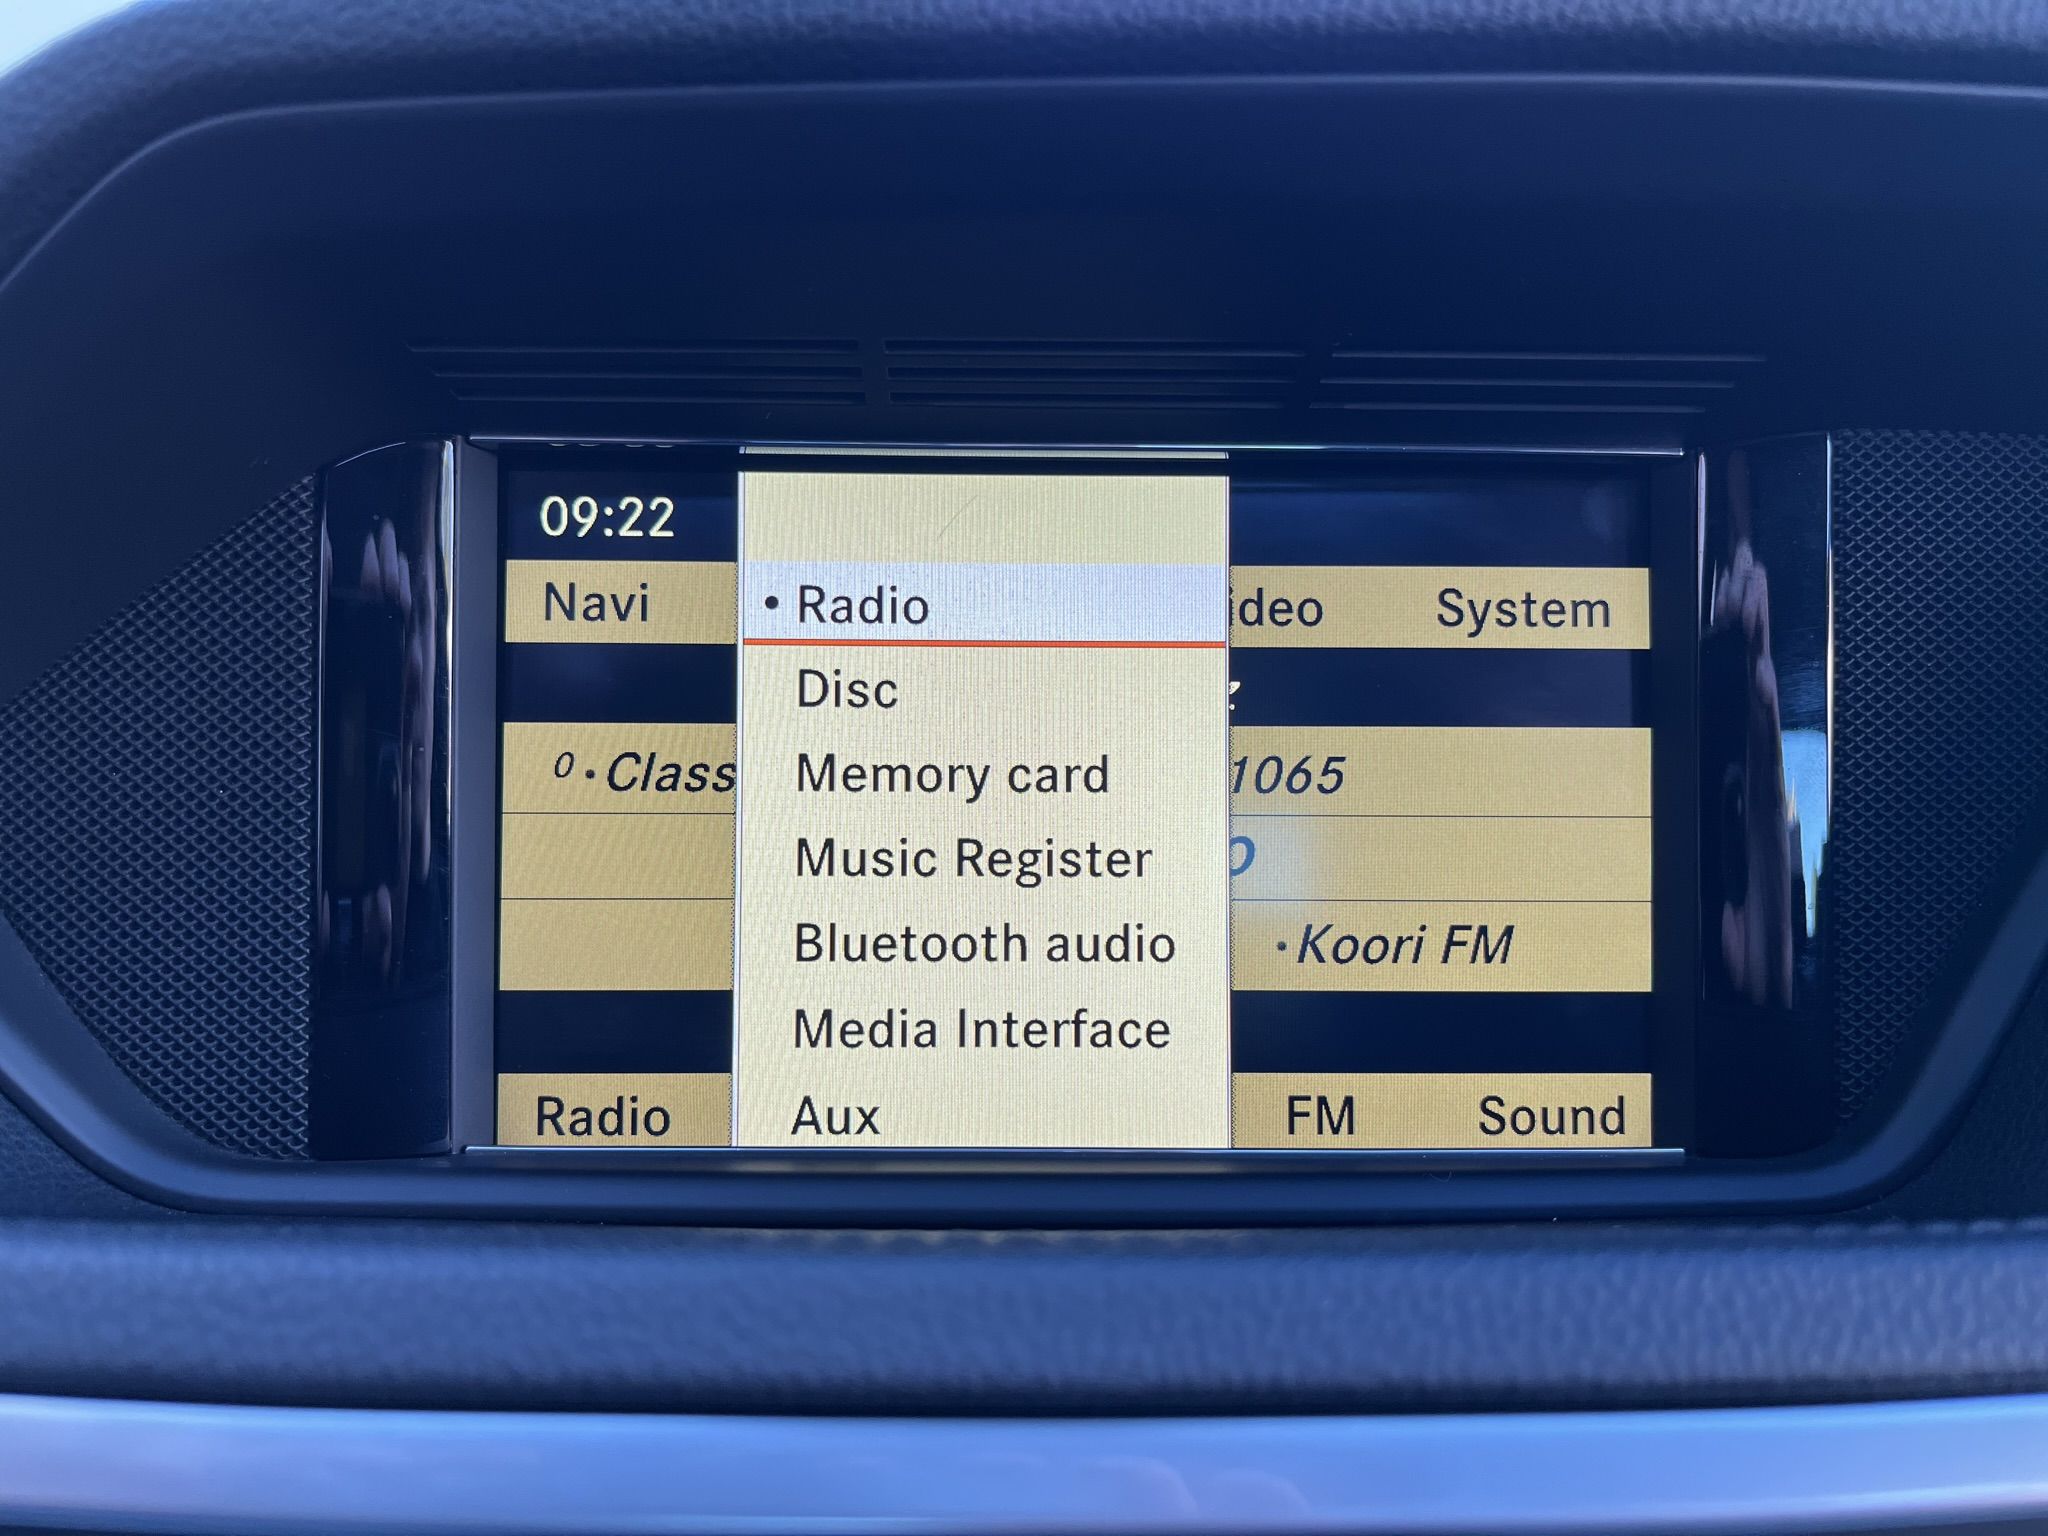 09:22
Navi
Radio
deo
System
Disc
0 · Class
Memory card
1065
Music Register
Bluetooth audio
· Koori FM
Media Interface
Radio
Aux
FM
Sound